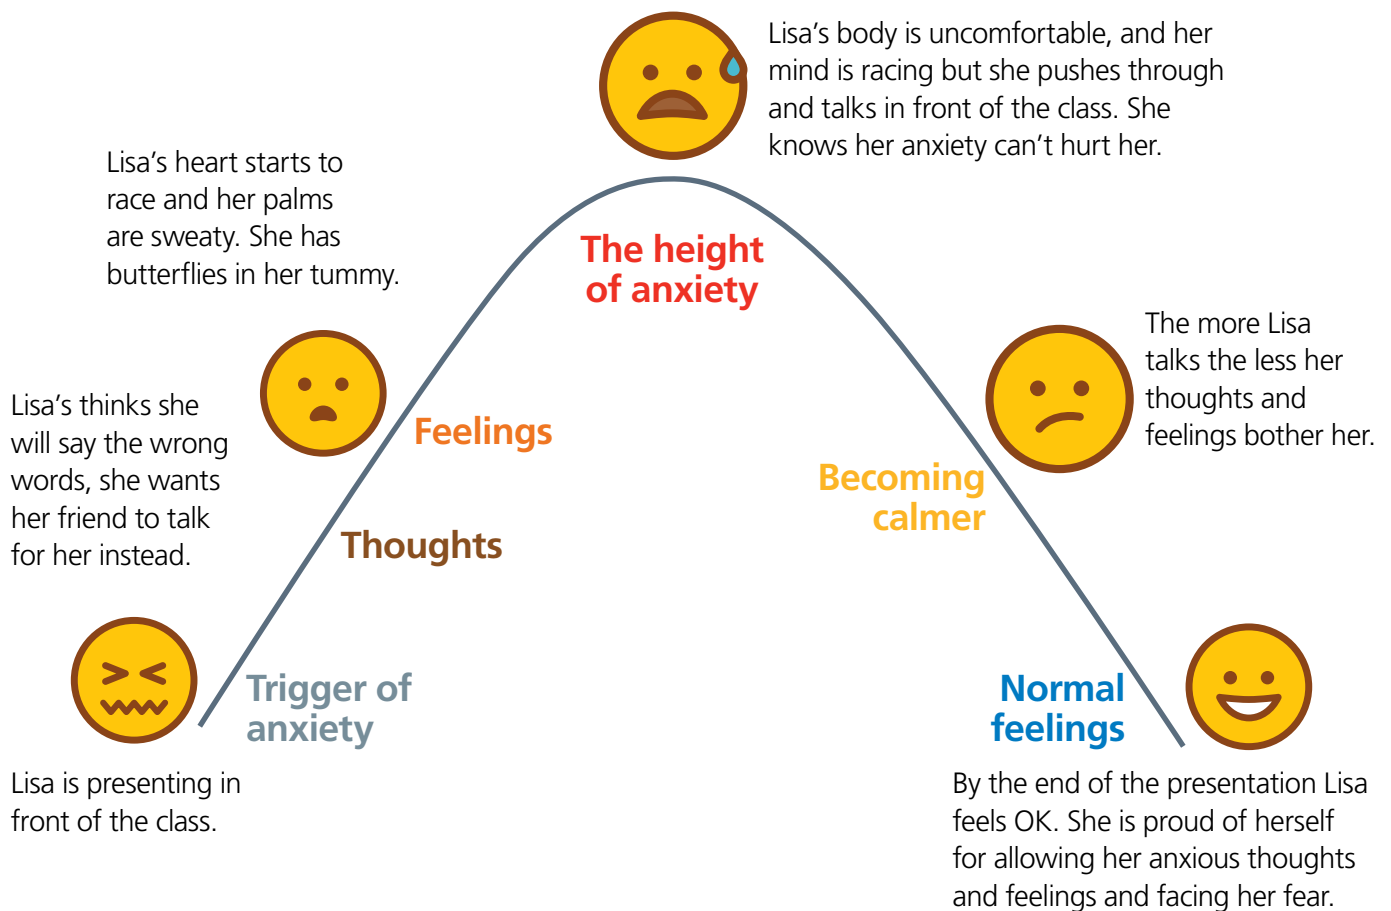 Lisa's body is uncomfortable, and her
mind is racing but she pushes through
and talks in front of the class. She
knows her anxiety can't hurt her.
Lisa's heart starts to
race and her palms
are sweaty. She has
butterflies in her tummy.
The height
of anxiety
The more Lisa
talks the less her
thoughts and
feelings bother her.
Lisa's thinks she
will say the wrong
words, she wants
her friend to talk
for her instead.
Feelings
Becoming
calmer
Thoughts
Trigger of
anxiety
Normal
feelings
Lisa is presenting in
front of the class.
By the end of the presentation Lisa
feels OK. She is proud of herself
for allowing her anxious thoughts
and feelings and facing her fear.